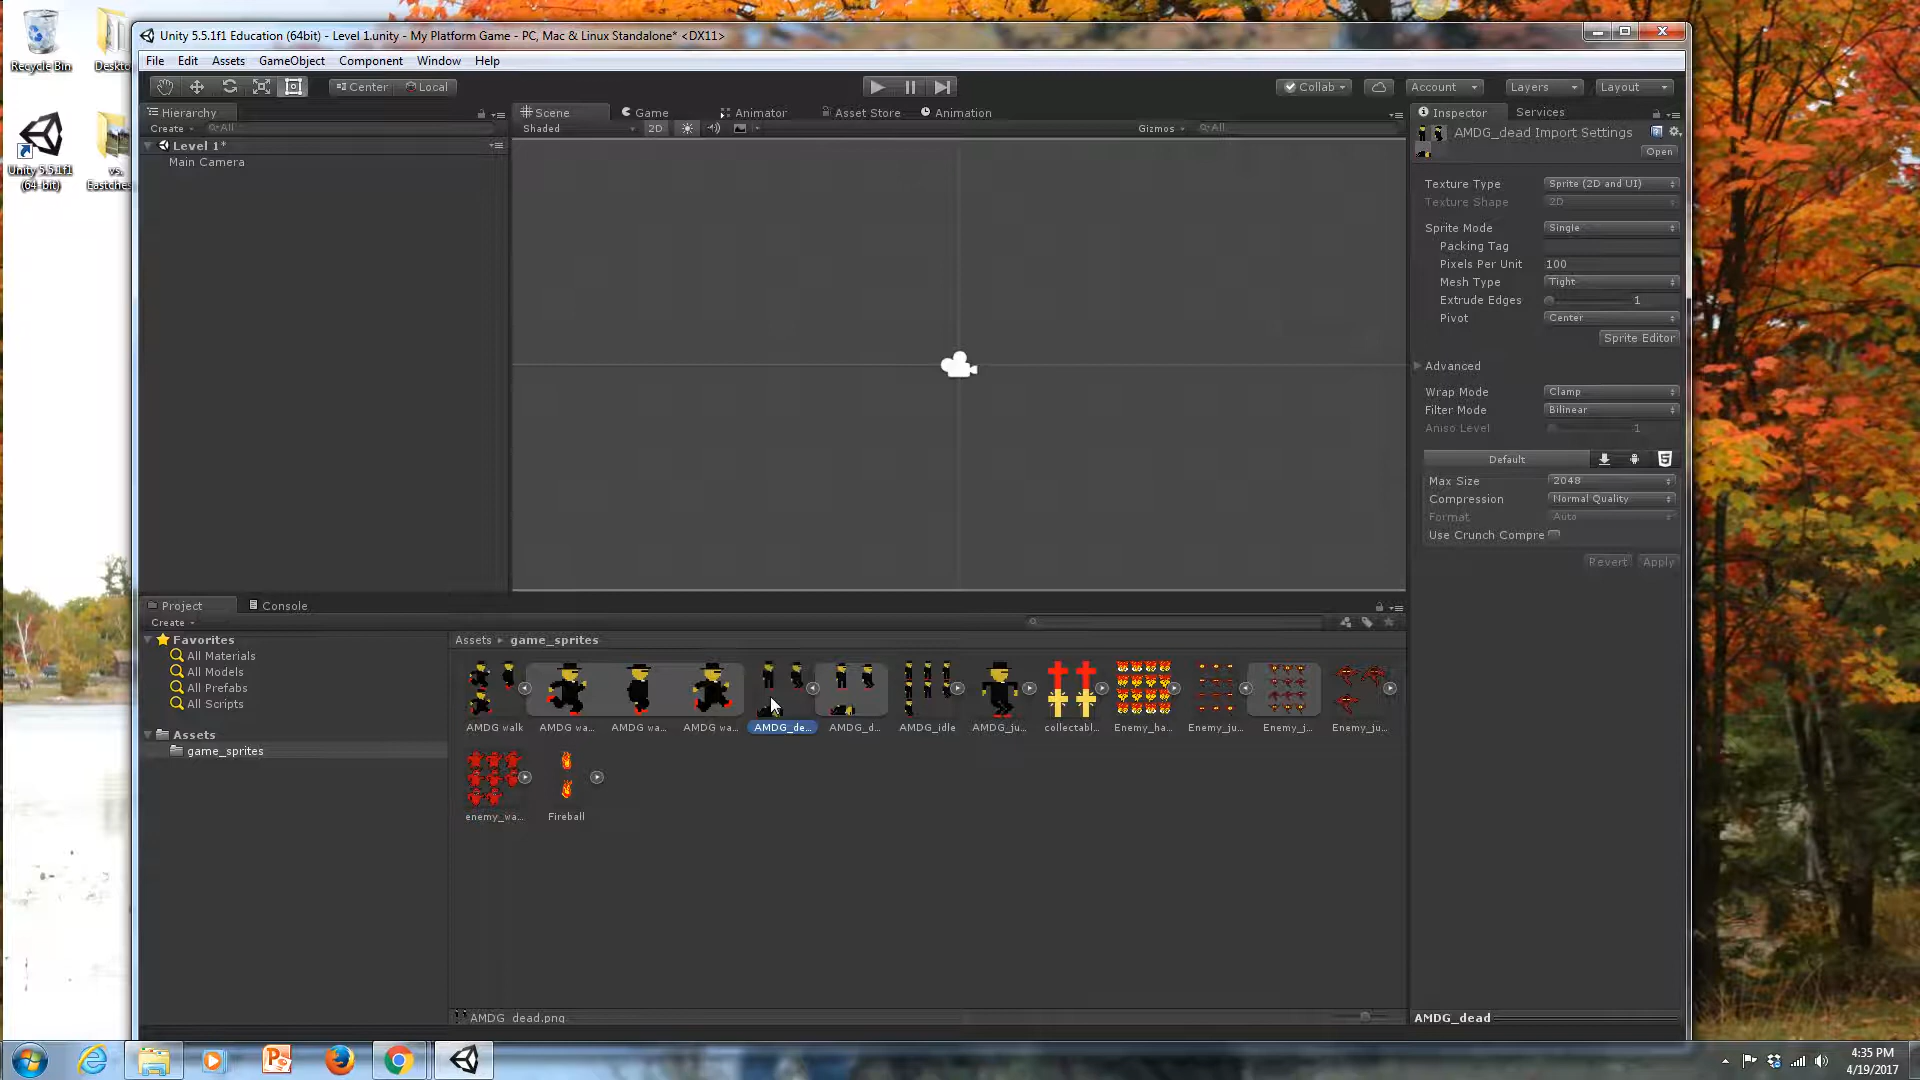 Recycle Bin
Deskto
Unity 5.5.1f1
(64-bit)
vs.
Eastches
Unity 5.5.1f1 Education (64bit) - Level 1.unity - My Platform Game - PC, Mac & Linux Standalone* <DX11>
File Edit Assets GameObject Component Window Help
Center Local
Collab Account Layers Layout
Hierarchy
Create All
Level 1*
Main Camera
Scene Game Animator Asset Store Animation
Shaded 2D Gizmos All
Inspector Services
AMDG_dead Import Settings
Open
Texture Type Sprite (2D and UI)
Texture Shape 2D
Sprite Mode Single
Packing Tag
Pixels Per Unit 100
Mesh Type Tight
Extrude Edges 1
Pivot Center
Sprite Editor
Advanced
Wrap Mode Clamp
Filter Mode Bilinear
Aniso Level 1
Default
Max Size 2048
Compression Normal Quality
Format Auto
Use Crunch Compre
Revert Apply
Project Console
Create
Favorites
All Materials
All Models
All Prefabs
All Scripts
Assets
game_sprites
Assets game_sprites
AMDG walk AMDG wa... AMDG wa... AMDG wa... AMDG_de... AMDG_d... AMDG_idle AMDG_ju... collectabl... Enemy_ha... Enemy_ju... Enemy_j... Enemy_ju...
enemy_wa... Fireball
AMDG_dead.png
AMDG_dead
4:35 PM
4/19/2017